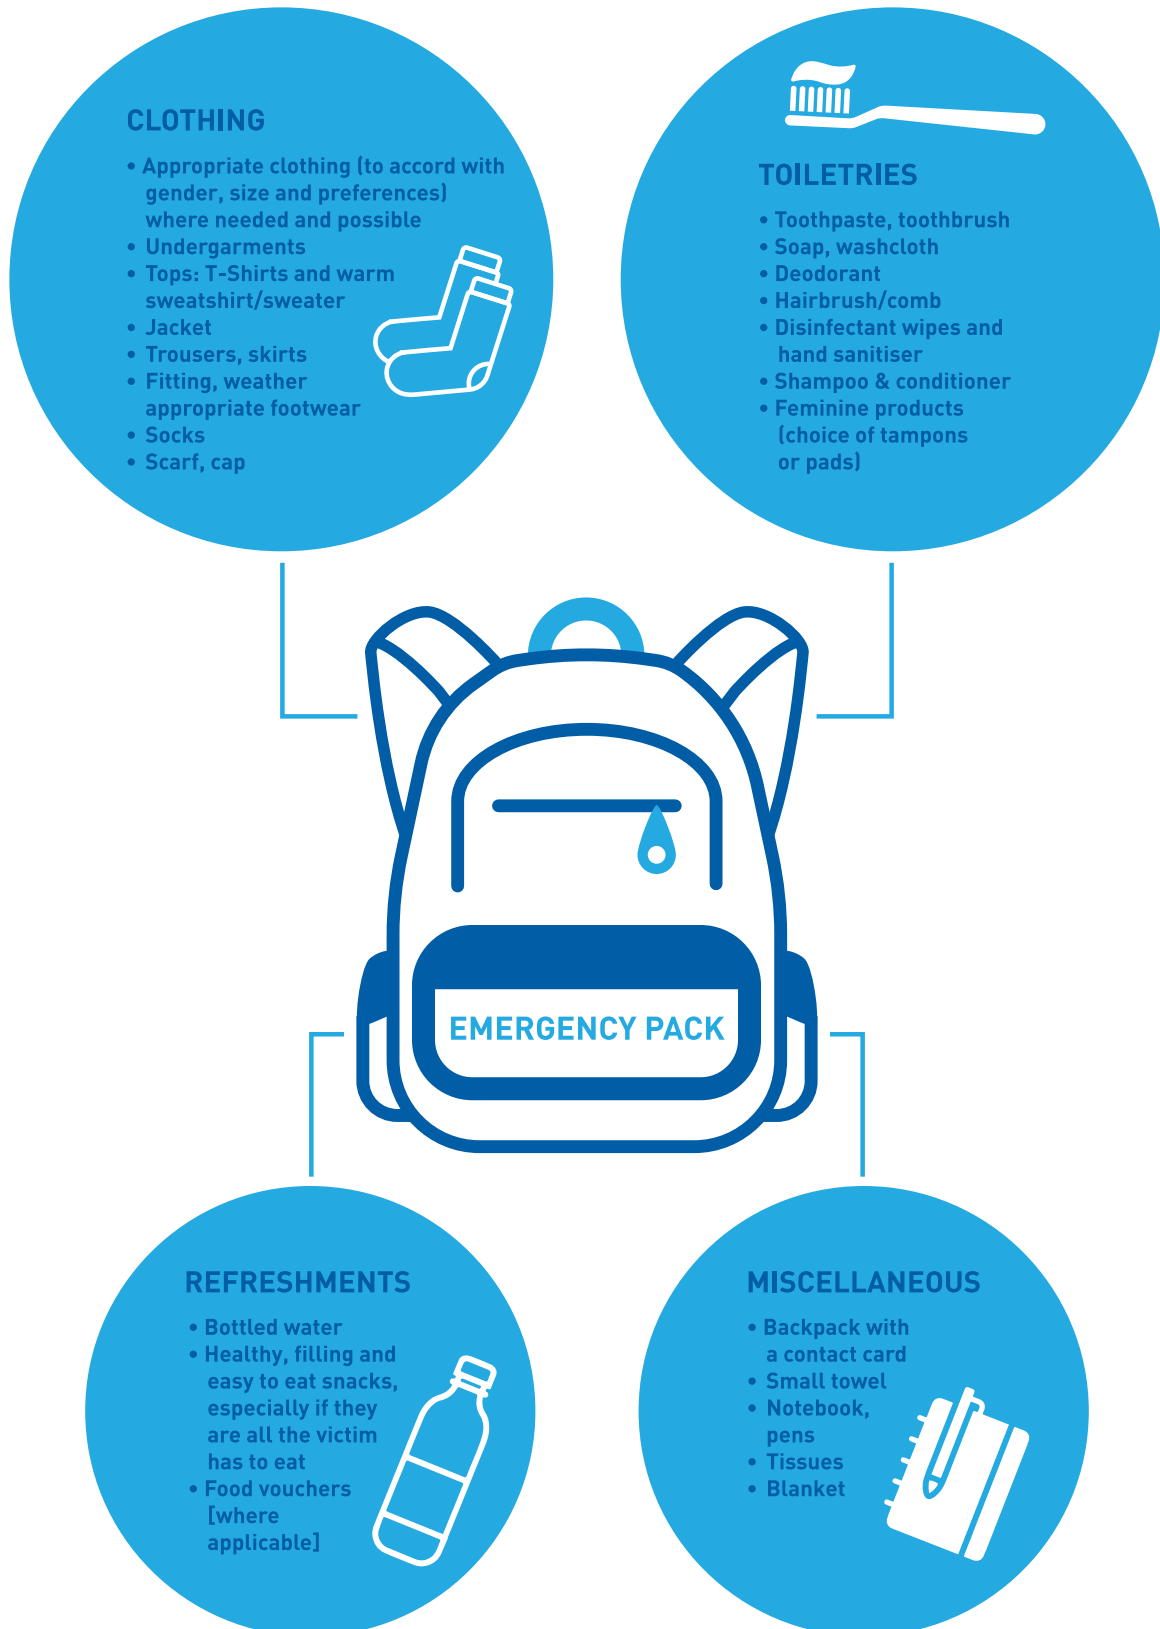 CLOTHING
• Appropriate clothing (to accord with
gender, size and preferences)
where needed and possible
• Undergarments
• Tops: T-Shirts and warm
sweatshirt/sweater
• Jacket
• Trousers, skirts
• Fitting, weather
appropriate footwear
• Socks
• Scarf, cap
TOILETRIES
• Toothpaste, toothbrush
• Soap, washcloth
• Deodorant
• Hairbrush/comb
• Disinfectant wipes and
hand sanitiser
• Shampoo & conditioner
• Feminine products
(choice of tampons
or pads)
EMERGENCY PACK
REFRESHMENTS
• Bottled water
• Healthy, filling and
easy to eat snacks,
especially if they
are all the victim
has to eat
• Food vouchers
[where
applicable]
MISCELLANEOUS
• Backpack with
a contact card
• Small towel
• Notebook,
pens
• Tissues
• Blanket